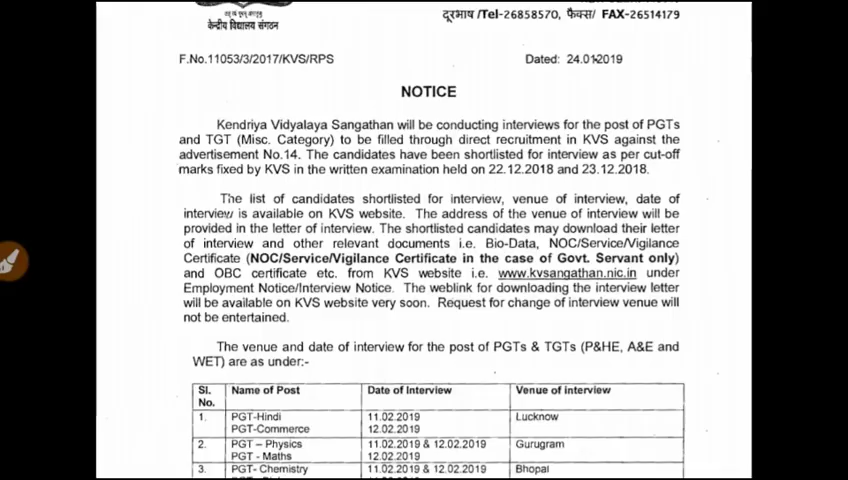 केन्द्रीय विद्यालय संगठन
दूरभाष /Tel-26858570, फैक्स/ FAX-26514179
F.No.11053/3/2017/KVS/RPS
Dated: 24.01.2019
NOTICE
Kendriya Vidyalaya Sangathan will be conducting interviews for the post of PGTs
and TGT (Misc. Category) to be filled through direct recruitment in KVS against the
advertisement No.14. The candidates have been shortlisted for interview as per cut-off
marks fixed by KVS in the written examination held on 22.12.2018 and 23.12.2018.
The list of candidates shortlisted for interview, venue of interview, date of
interview is available on KVS website. The address of the venue of interview will be
provided in the letter of interview. The shortlisted candidates may download their letter
of interview and other relevant documents i.e. Bio-Data, NOC/Service/Vigilance
Certificate (NOC/Service/Vigilance Certificate in the case of Govt. Servant only)
and OBC certificate etc. from KVS website i.e. www.kvsangathan.nic.in under
Employment Notice/Interview Notice. The weblink for downloading the interview letter
will be available on KVS website very soon. Request for change of interview venue will
not be entertained.
The venue and date of interview for the post of PGTs & TGTs (P&HE, A&E and
WET) are as under:-
Sl. No. Name of Post Date of Interview Venue of interview
1. PGT-Hindi 11.02.2019 Lucknow
PGT-Commerce 12.02.2019
2. PGT – Physics 11.02.2019 & 12.02.2019 Gurugram
PGT - Maths 12.02.2019
3. PGT- Chemistry 11.02.2019 & 12.02.2019 Bhopal